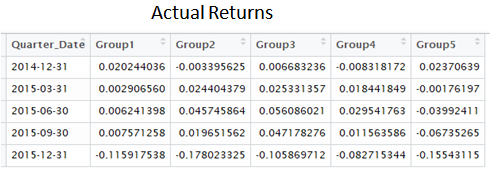 Actual Returns
Quarter_Date Group1 Group2 Group3 Group4 Group5
2014-12-31 0.020244036 -0.003395625 0.006683236 -0.008318172 0.02370639
2015-03-31 0.002906560 0.024404379 0.025331357 0.018441849 -0.00176197
2015-06-30 0.006241398 0.045745864 0.056086021 0.029541763 -0.03992411
2015-09-30 0.007571258 0.019651562 0.047178276 0.011563586 -0.06735265
2015-12-31 -0.115917538 -0.178023325 -0.105869712 -0.082715344 -0.15543115